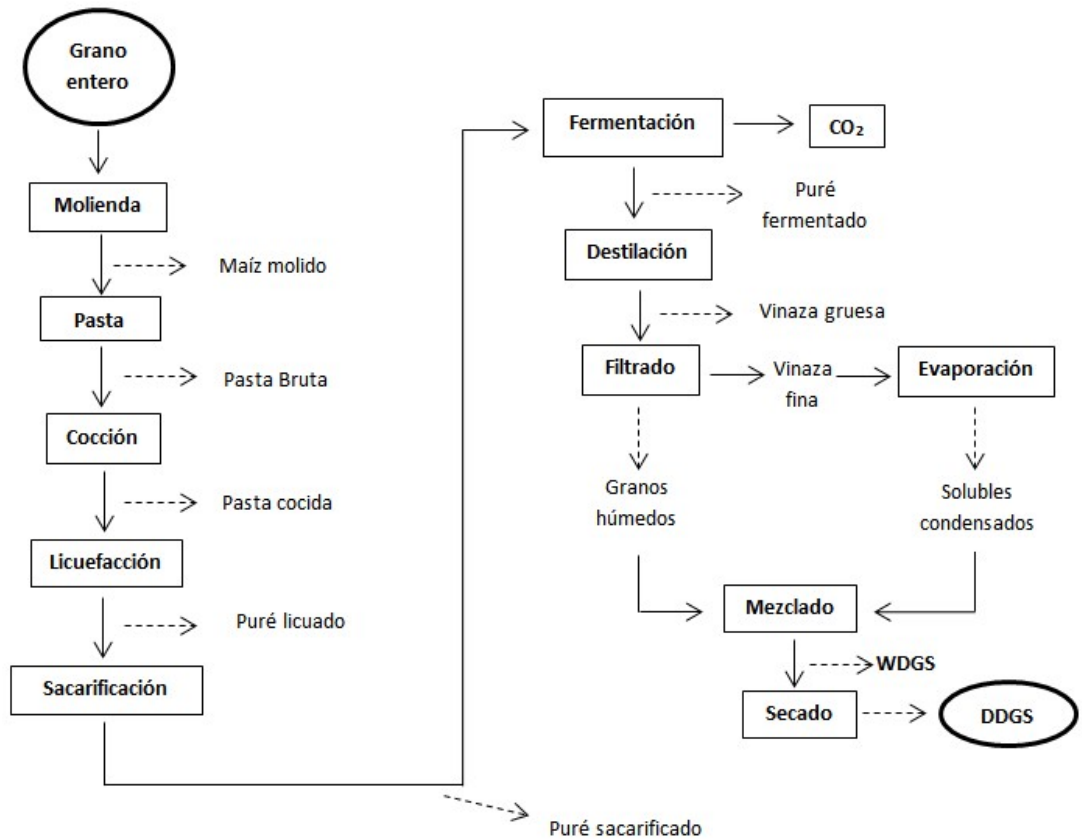 Grano
entero
Molienda
Maíz molido
Pasta
Pasta Bruta
Cocción
Pasta cocida
Licuefacción
Puré licuado
Sacarificación
Puré sacarificado
Fermentación
CO₂
Puré
fermentado
Destilación
Vinaza gruesa
Filtrado
Vinaza
fina
Evaporación
Granos
húmedos
Solubles
condensados
Mezclado
WDGS
Secado
DDGS